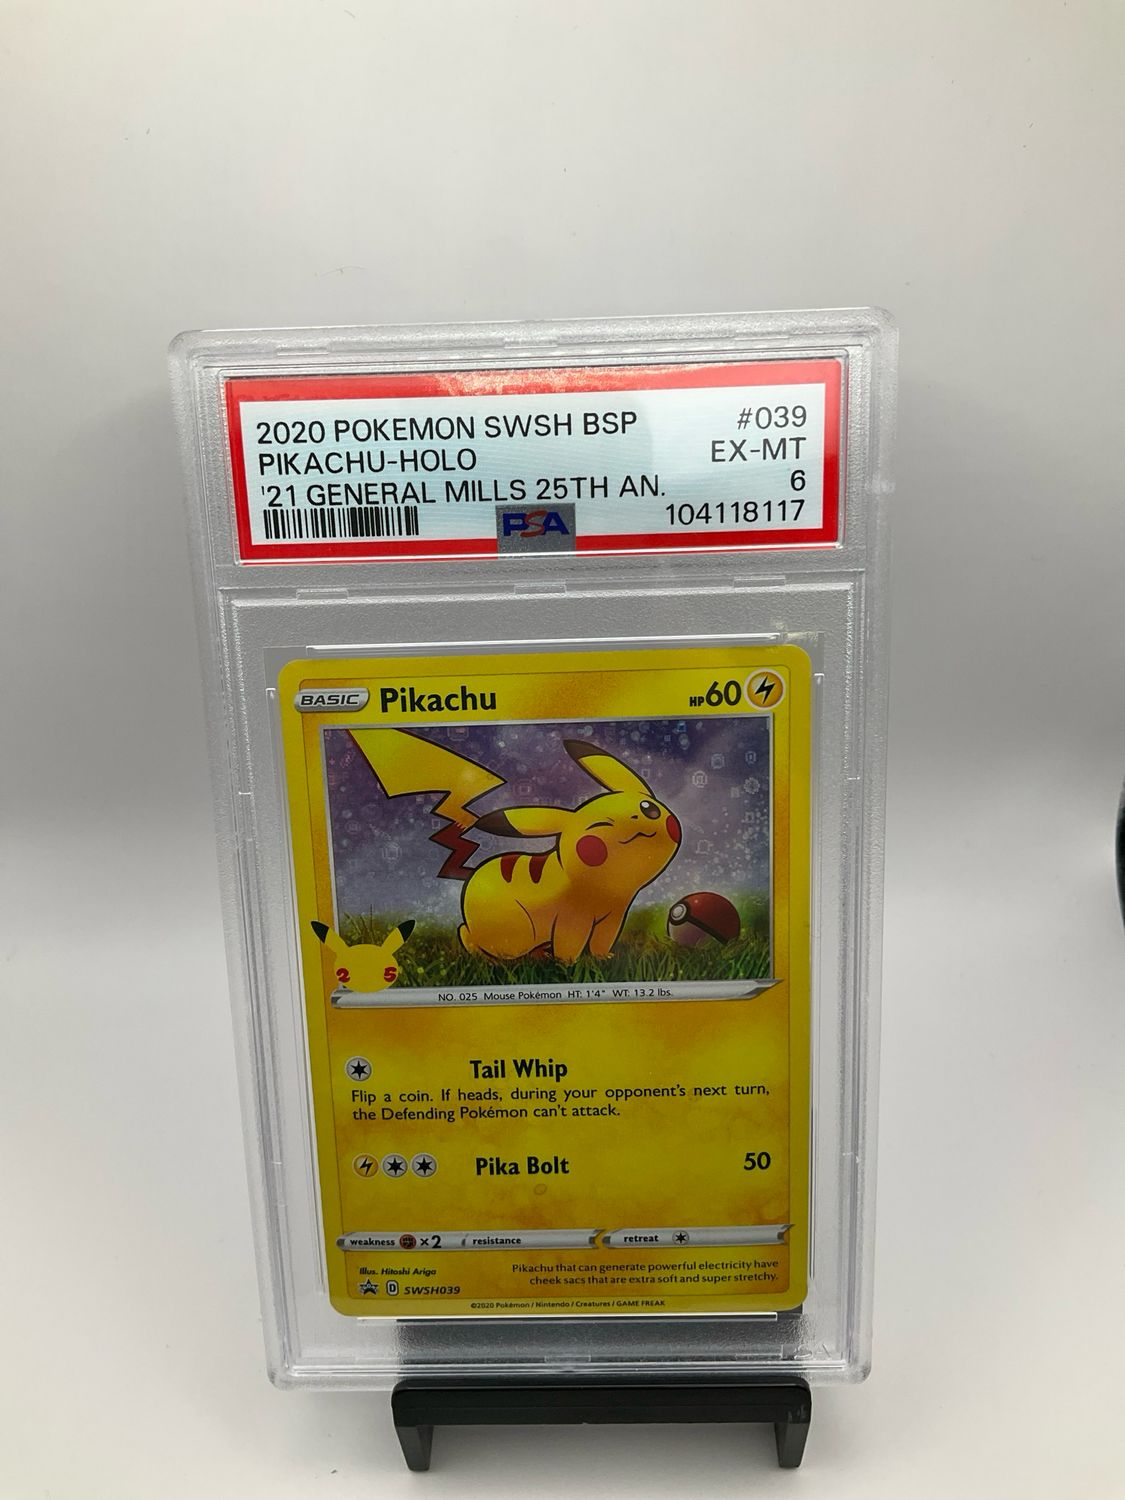 2020 POKEMON SWSH BSP #039
PIKACHU-HOLO EX-MT
'21 GENERAL MILLS 25TH AN. 6
PSA 104118117
BASIC Pikachu HP60
25
NO. 025 Mouse Pokémon HT: 1'4" WT: 13.2 lbs.
Tail Whip
Flip a coin. If heads, during your opponent's next turn,
the Defending Pokémon can't attack.
Pika Bolt 50
weakness ×2 resistance retreat
Illus. Hitoshi Ariga
Pikachu that can generate powerful electricity have
cheek sacs that are extra soft and super stretchy.
D SWSH039
©2020 Pokémon / Nintendo / Creatures / GAME FREAK